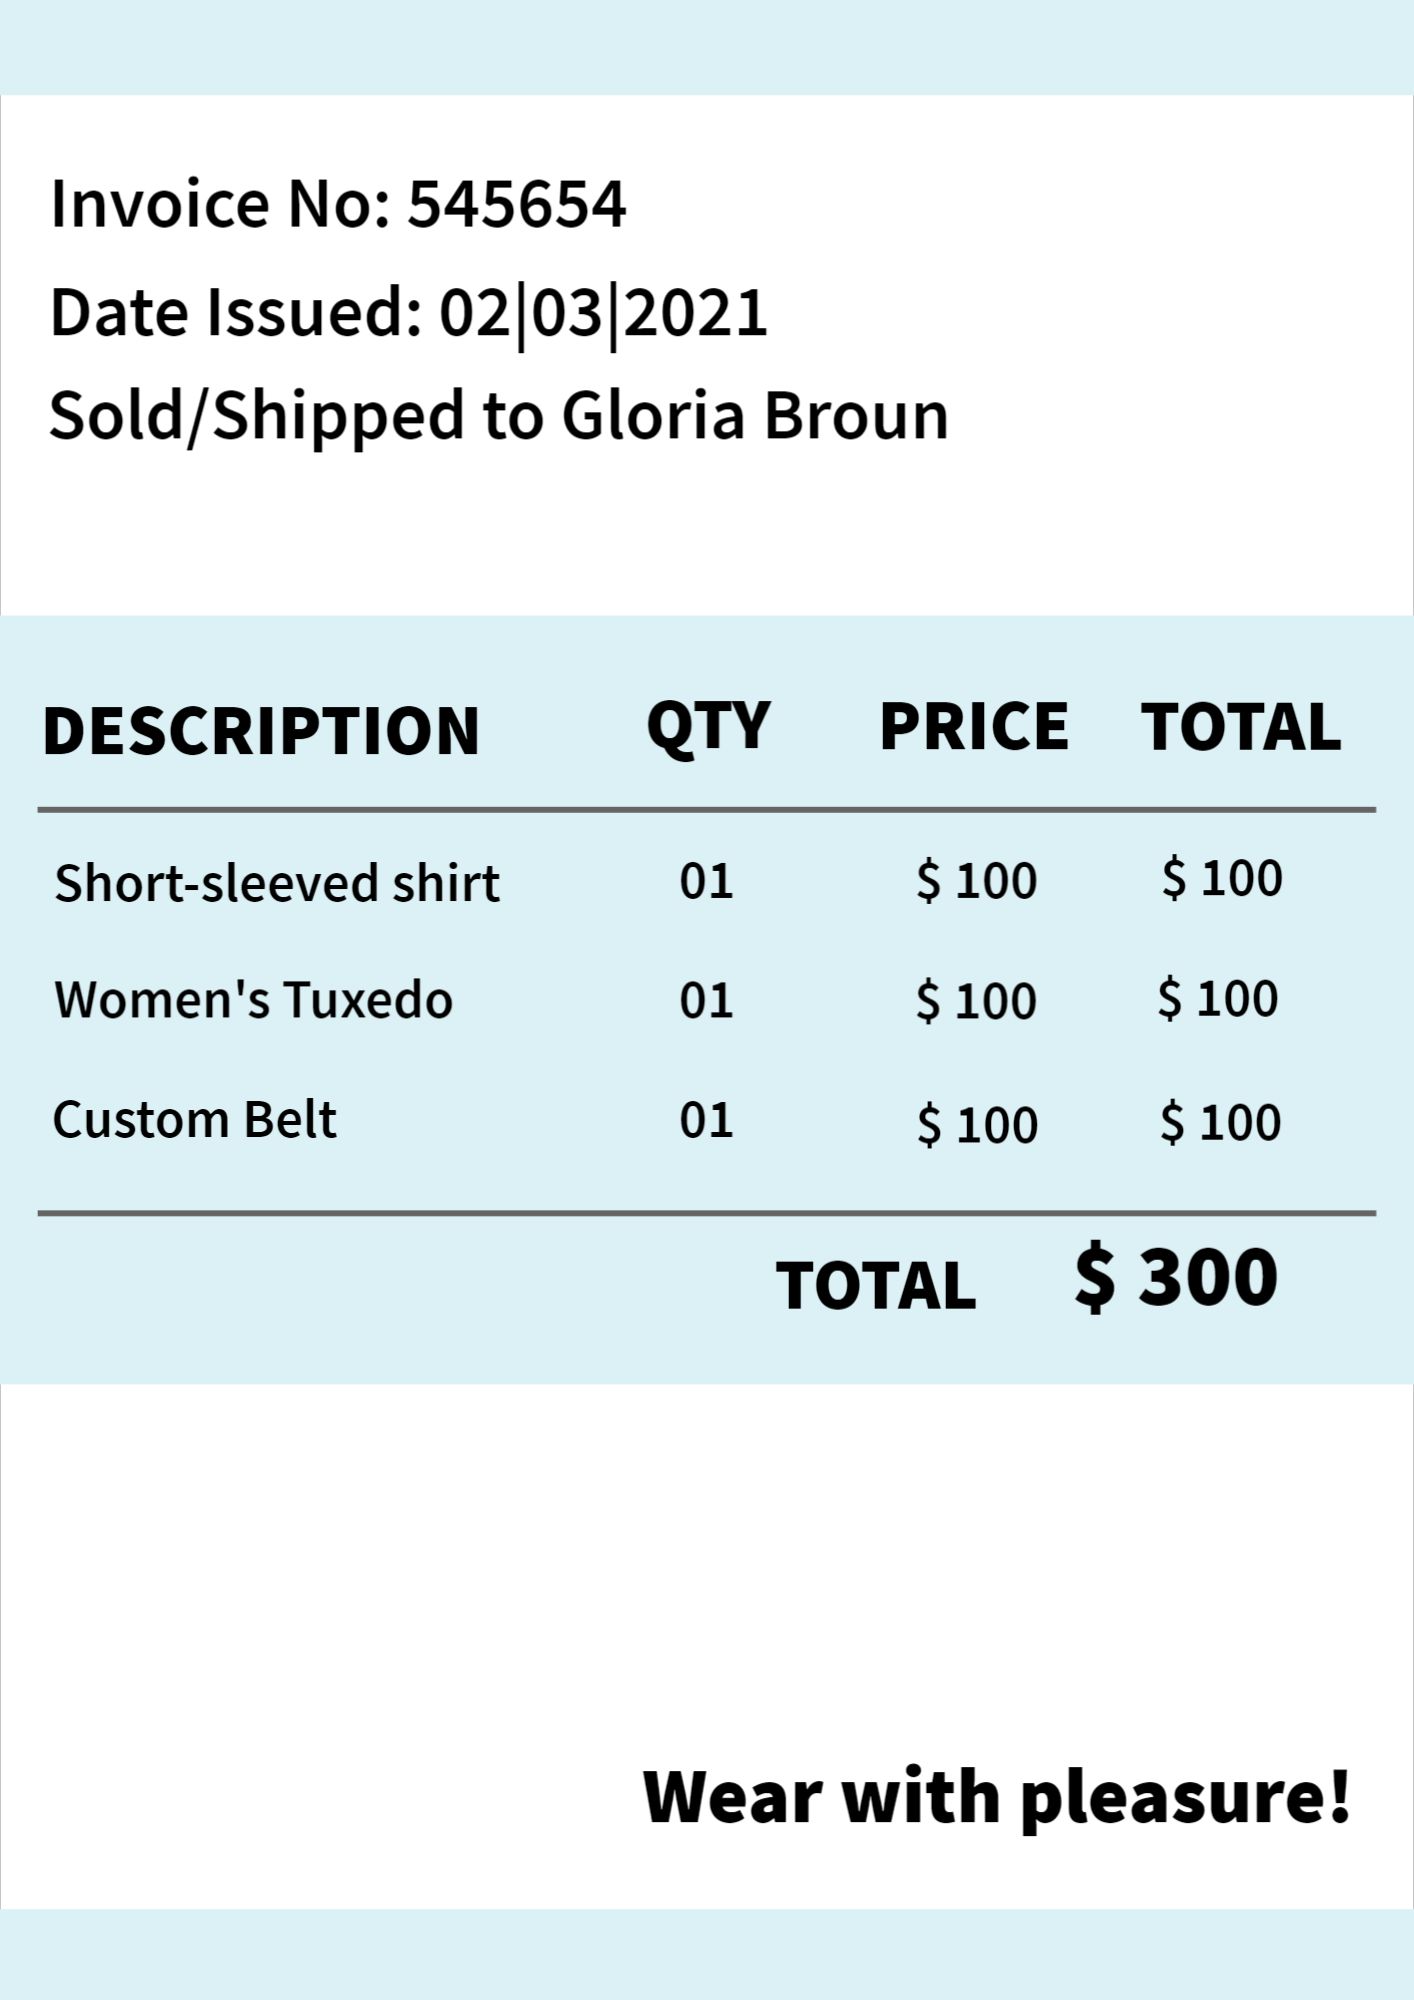 Invoice No: 545654
Date Issued: 02|03|2021
Sold/Shipped to Gloria Broun
DESCRIPTION QTY PRICE TOTAL
Short-sleeved shirt 01 $ 100 $ 100
Women's Tuxedo 01 $ 100 $ 100
Custom Belt 01 $ 100 $ 100
TOTAL $ 300
Wear with pleasure!